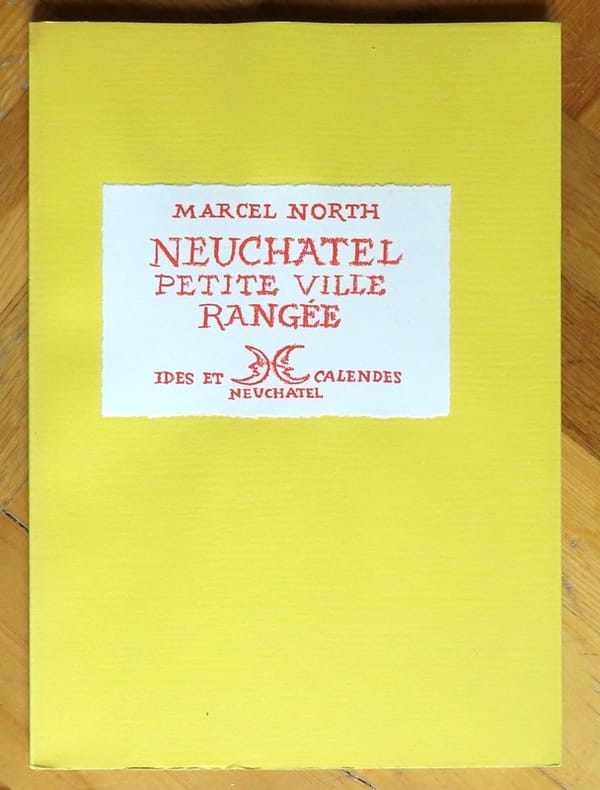 MARCEL NORTH
NEUCHATEL
PETITE VILLE
RANGÉE
IDES ET CALENDES
NEUCHATEL